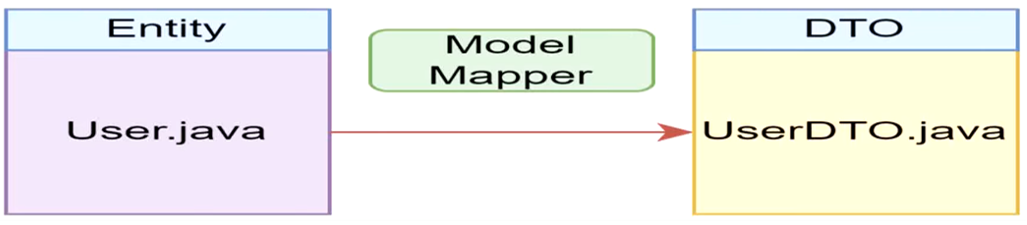 Entity
User.java
Model
Mapper
DTO
UserDTO.java